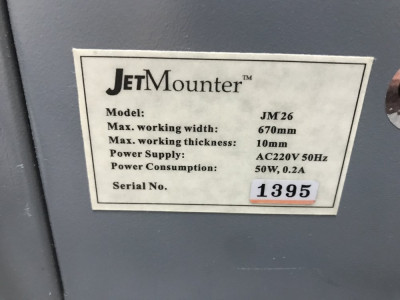 JETMounter™
Model: JM'26
Max. working width: 670mm
Max. working thickness: 10mm
Power Supply: AC220V 50Hz
Power Consumption: 50W, 0.2A
Serial No. 1395